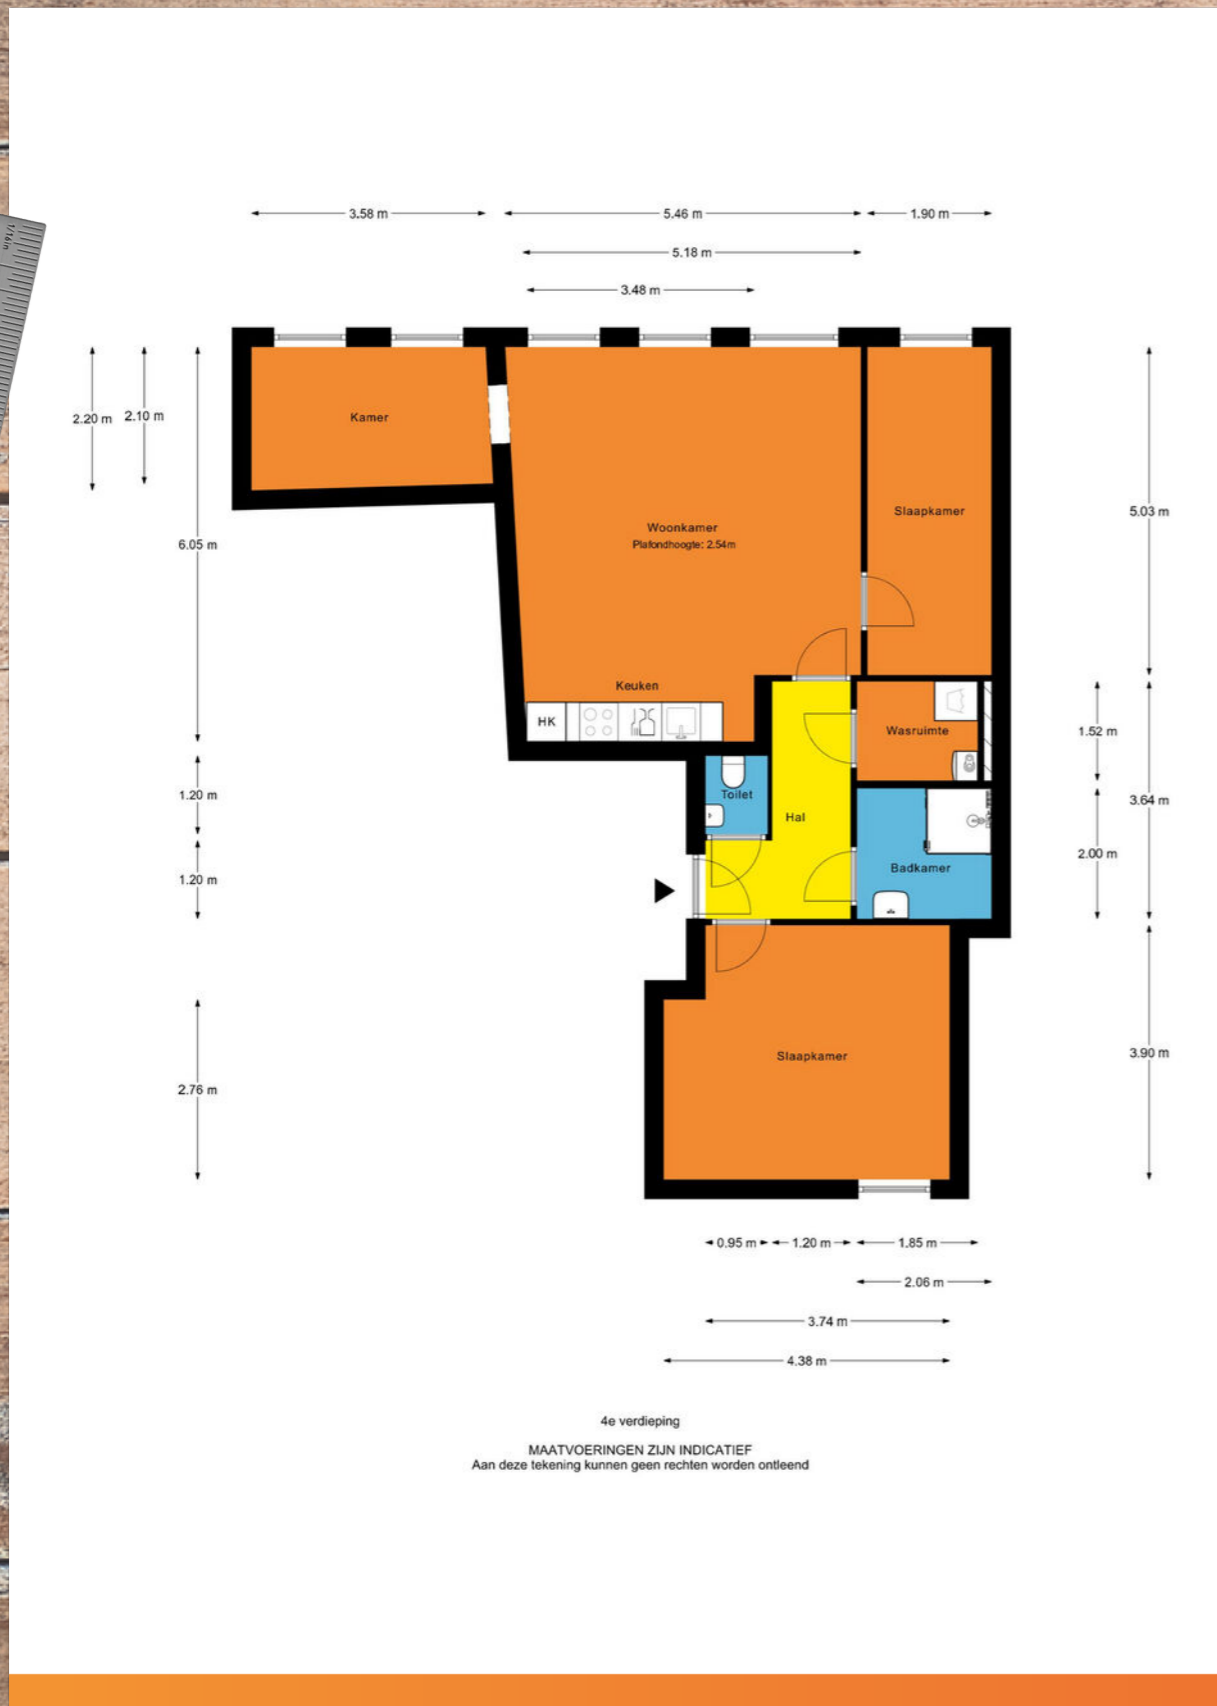 1/16in
3.58 m
5.46 m
1.90 m
5.18 m
3.48 m
2.20 m
2.10 m
Kamer
6.05 m
Woonkamer
Plafondhoogte: 2.54m
Slaapkamer
5.03 m
Keuken
HK
Wasruimte
1.52 m
Toilet
1.20 m
Hal
3.64 m
2.00 m
Badkamer
1.20 m
Slaapkamer
3.90 m
2.76 m
0.95 m
1.20 m
1.85 m
2.06 m
3.74 m
4.38 m
4e verdieping
MAATVOERINGEN ZIJN INDICATIEF
Aan deze tekening kunnen geen rechten worden ontleend